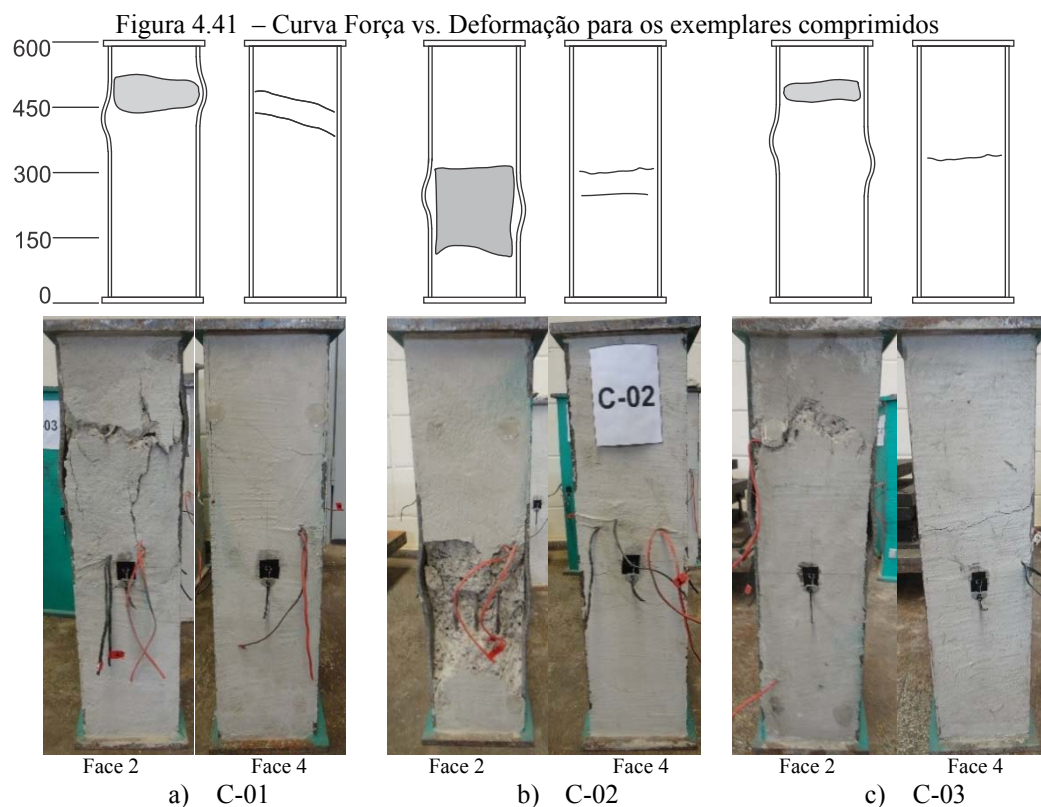 Figura 4.41 – Curva Força vs. Deformação para os exemplares comprimidos
600
450
300
150
0
03
C-02
Face 2 Face 4 Face 2 Face 4 Face 2 Face 4
a) C-01 b) C-02 c) C-03